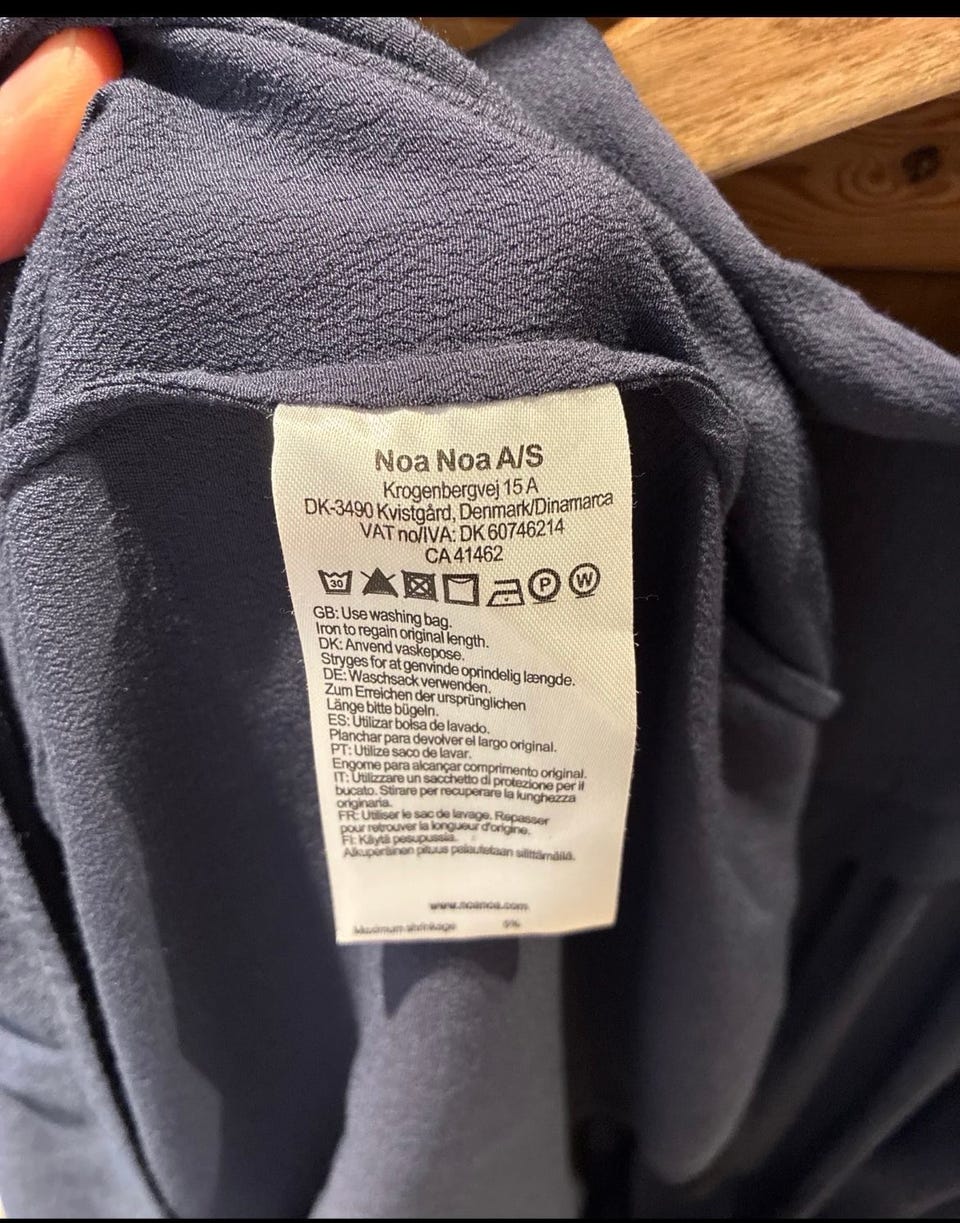 Noa Noa A/S
Krogenbergvej 15 A
DK-3490 Kvistgård, Denmark/Dinamarca
VAT no/IVA: DK 60746214
CA 41462
30 P W
GB: Use washing bag.
Iron to regain original length.
DK: Anvend vaskepose.
Stryges for at genvinde oprindelig længde.
DE: Waschsack verwenden.
Zum Erreichen der ursprünglichen
Länge bitte bügeln.
ES: Utilizar bolsa de lavado.
Planchar para devolver el largo original.
PT: Utilize saco de lavar.
Engome para alcançar comprimento original.
IT: Utilizzare un sacchetto di protezione per il
bucato. Stirare per recuperare la lunghezza
originaria.
FR: Utiliser le sac de lavage. Repasser
pour retrouver la longueur d'origine.
FI: Käytä pesupussia.
Alkuperäinen pituus palautetaan silittämällä.
www.noanoa.com
Maximum shrinkage